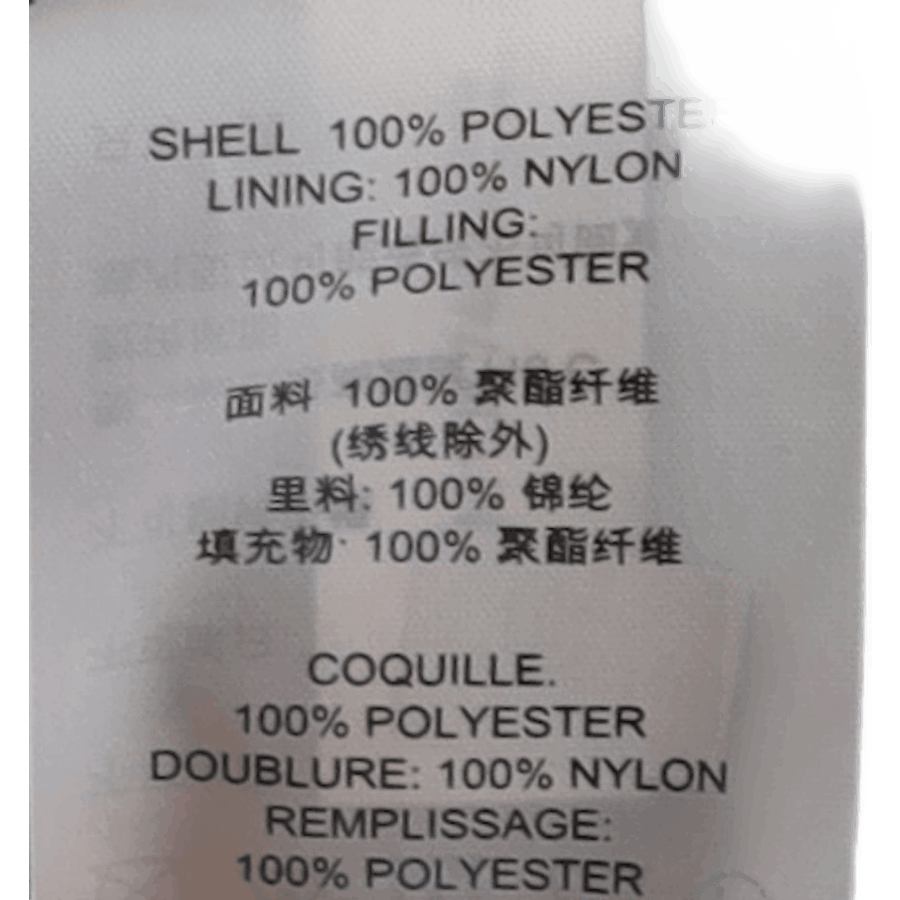 SHELL 100% POLYESTE
LINING: 100% NYLON
FILLING:
100% POLYESTER
面料 100% 聚酯纤维
(绣线除外)
里料: 100% 锦纶
填充物· 100% 聚酯纤维
COQUILLE.
100% POLYESTER
DOUBLURE: 100% NYLON
REMPLISSAGE:
100% POLYESTER